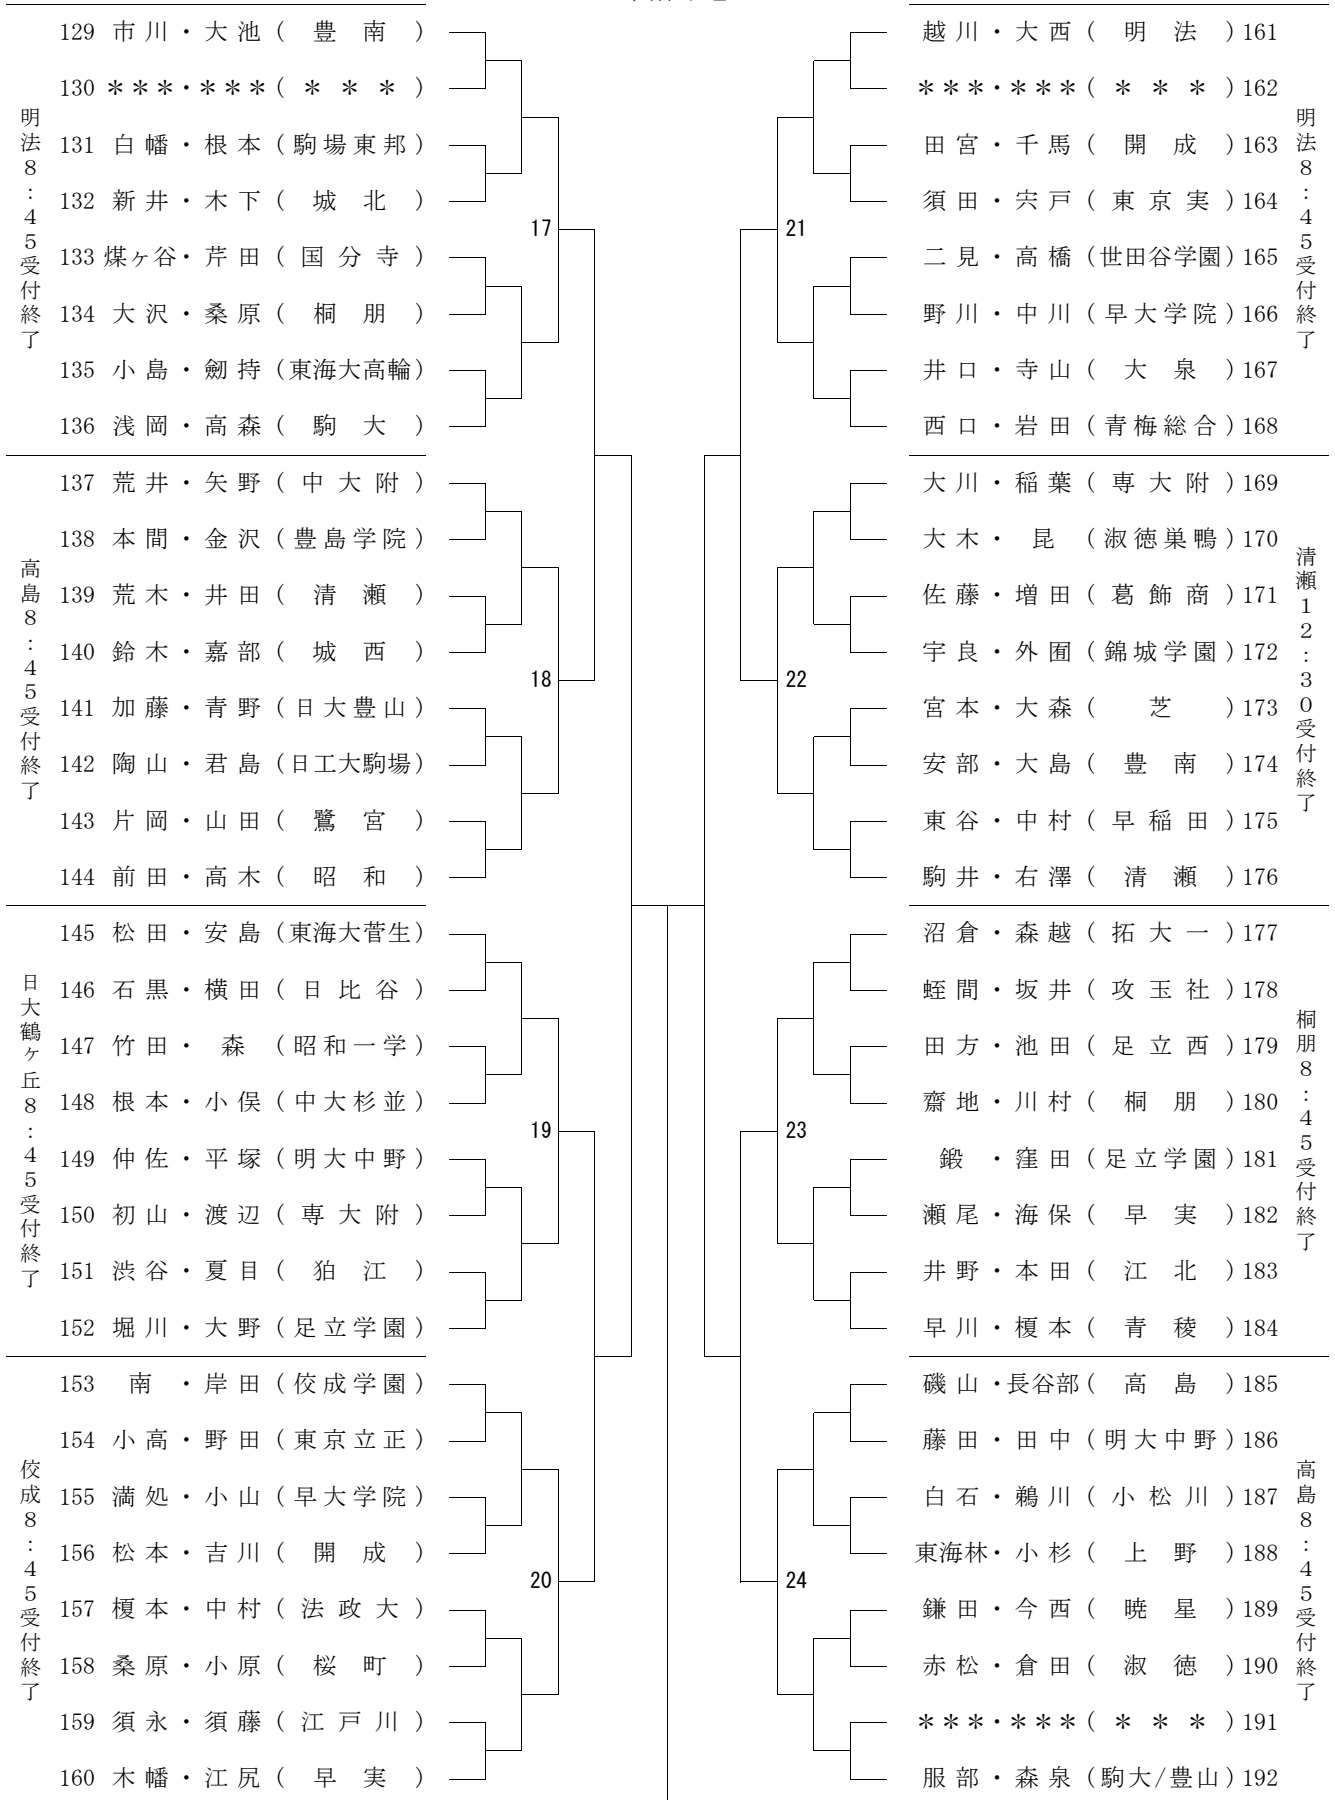 129 市川・大池（ 豊 南 ）
130 ＊＊＊・＊＊＊（ ＊ ＊ ＊ ）
131 白幡・根本（駒場東邦）
132 新井・木下（ 城 北 ）
133 煤ヶ谷・芹田（国分寺）
134 大沢・桑原（ 桐 朋 ）
135 小島・劒持（東海大高輪）
136 浅岡・高森（ 駒 大 ）
明法８：４５受付終了
17
137 荒井・矢野（中大附）
138 本間・金沢（豊島学院）
139 荒木・井田（ 清 瀬 ）
140 鈴木・嘉部（ 城 西 ）
141 加藤・青野（日大豊山）
142 陶山・君島（日工大駒場）
143 片岡・山田（ 鷺 宮 ）
144 前田・高木（ 昭 和 ）
高島８：４５受付終了
18
145 松田・安島（東海大菅生）
146 石黒・横田（日比谷）
147 竹田・ 森 （昭和一学）
148 根本・小俣（中大杉並）
149 仲佐・平塚（明大中野）
150 初山・渡辺（専大附）
151 渋谷・夏目（ 狛 江 ）
152 堀川・大野（足立学園）
日大鶴ヶ丘８：４５受付終了
19
153 南 ・岸田（佼成学園）
154 小高・野田（東京立正）
155 満処・小山（早大学院）
156 松本・吉川（ 開 成 ）
157 榎本・中村（法政大）
158 桑原・小原（ 桜 町 ）
159 須永・須藤（江戸川）
160 木幡・江尻（ 早 実 ）
佼成８：４５受付終了
20
越川・大西（ 明 法 ）161
＊＊＊・＊＊＊（ ＊ ＊ ＊ ）162
田宮・千馬（ 開 成 ）163
須田・宍戸（東京実）164
二見・高橋（世田谷学園）165
野川・中川（早大学院）166
井口・寺山（ 大 泉 ）167
西口・岩田（青梅総合）168
明法８：４５受付終了
21
大川・稲葉（専大附）169
大木・ 昆 （淑徳巣鴨）170
佐藤・増田（葛飾商）171
宇良・外囿（錦城学園）172
宮本・大森（ 芝 ）173
安部・大島（ 豊 南 ）174
東谷・中村（早稲田）175
駒井・右澤（ 清 瀬 ）176
清瀬１２：３０受付終了
22
沼倉・森越（拓大一）177
蛭間・坂井（攻玉社）178
田方・池田（足立西）179
齋地・川村（ 桐 朋 ）180
鍛 ・窪田（足立学園）181
瀬尾・海保（ 早 実 ）182
井野・本田（ 江 北 ）183
早川・榎本（ 青 稜 ）184
桐朋８：４５受付終了
23
磯山・長谷部（ 高 島 ）185
藤田・田中（明大中野）186
白石・鵜川（小松川）187
東海林・小杉（ 上 野 ）188
鎌田・今西（ 暁 星 ）189
赤松・倉田（ 淑 徳 ）190
＊＊＊・＊＊＊（ ＊ ＊ ＊ ）191
服部・森泉（駒大/豊山）192
高島８：４５受付終了
24